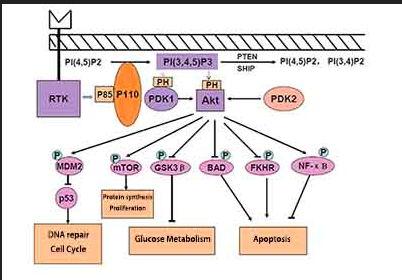 PI(4,5)P2
PI(3,4,5)P3
PTEN
SHIP
PI(4,5)P2, PI(3,4)P2
RTK
P85
P110
PH
PDK1
PH
Akt
PDK2
P
MDM2
P
mTOR
P
GSK3β
P
BAD
P
FKHR
P
NF-κB
p53
Protein synthesis
Proliferation
DNA repair
Cell Cycle
Glucose Metabolism
Apoptosis